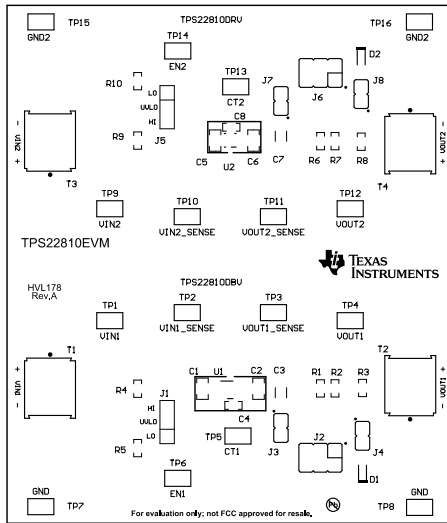 TP15
TPS22810DRV
TP16
GND2
GND2
TP14
EN2
D2
TP13
CT2
J7
J6
J8
R10
LO
UVLO
HI
J5
C8
R9
C5
U2
C6
C7
R6
R7
R8
-
VIN2
+
T3
-
VOUT2
+
T4
TP9
VIN2
TP10
VIN2_SENSE
TP11
VOUT2_SENSE
TP12
VOUT2
TPS22810EVM
TEXAS
INSTRUMENTS
HVL178
Rev,A
TPS22810DBV
TP1
VIN1
TP2
VIN1_SENSE
TP3
VOUT1_SENSE
TP4
VOUT1
T1
+
VIN1
-
T2
+
VOUT1
-
C1
U1
C2
C3
R1
R2
R3
R4
J1
HI
UVLO
LO
C4
R5
TP5
CT1
J3
J2
J4
TP6
EN1
D1
GND
TP7
GND
TP8
Pb
For evaluation only; not FCC approved for resale.